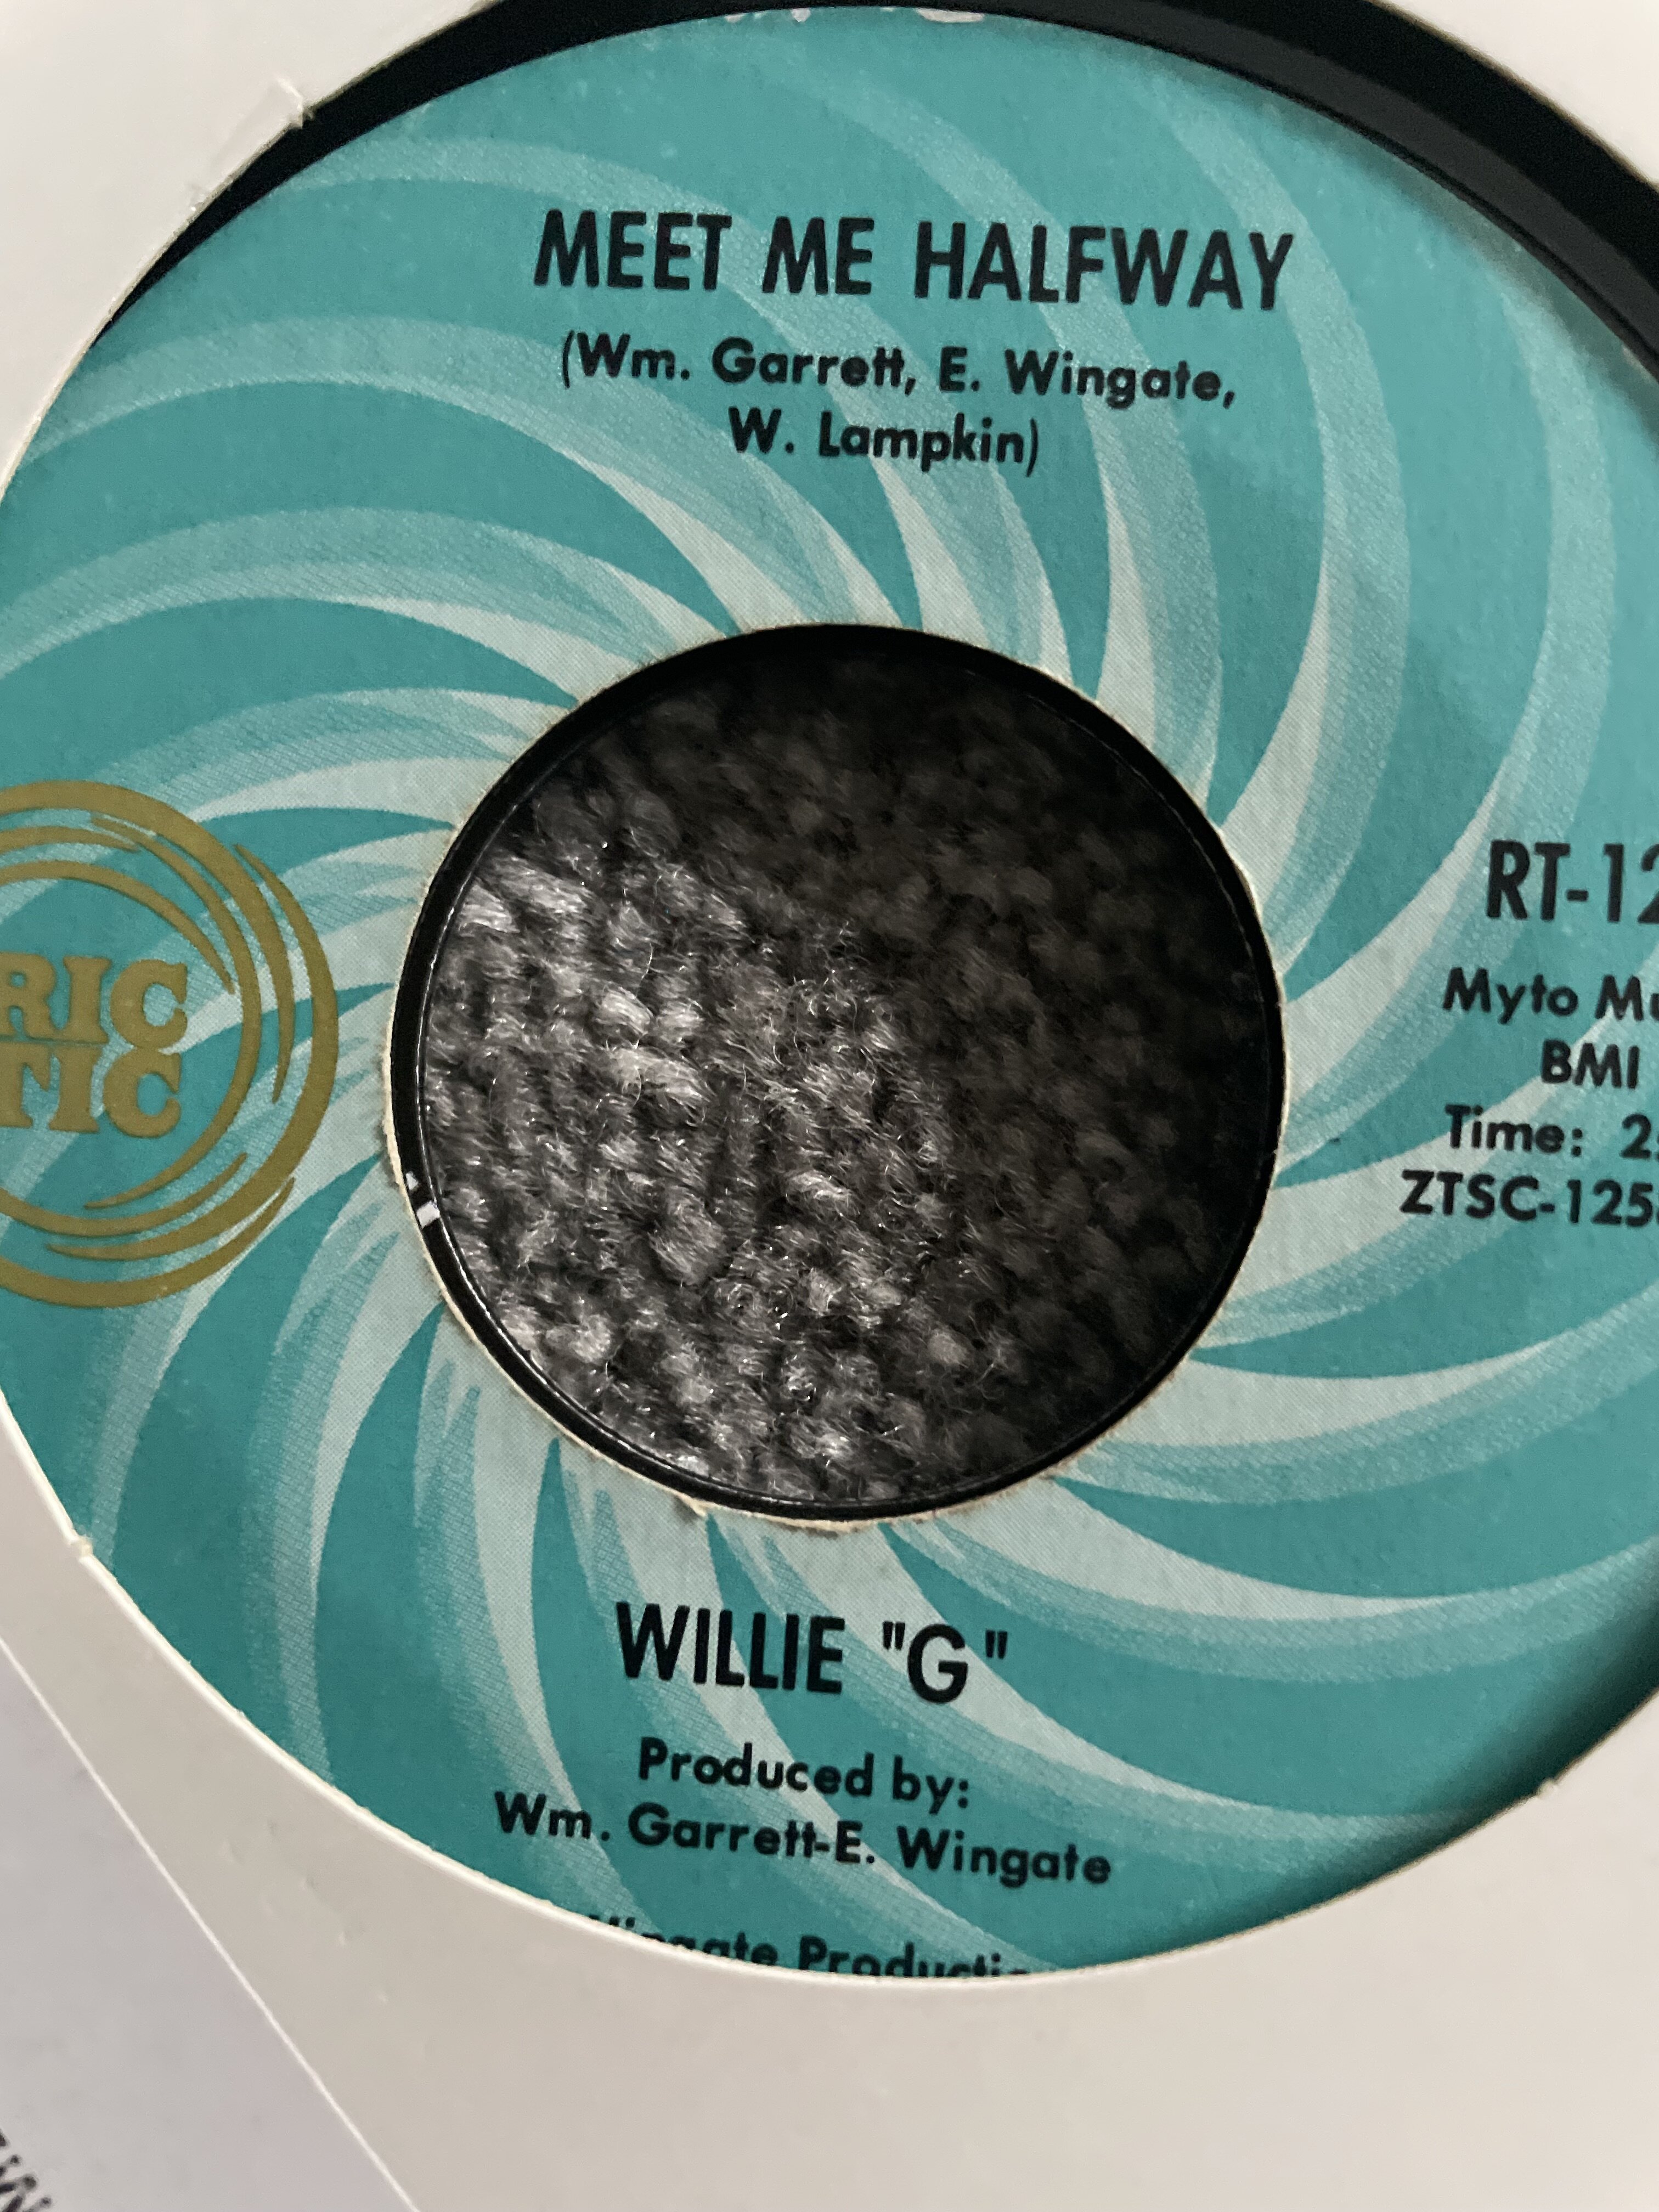 MEET ME HALFWAY
(Wm. Garrett, E. Wingate,
W. Lampkin)
RIC
TIC
RT-12
Myto
BMI
Time: 2:
ZTSC-125
WILLIE "G"
Produced by:
Wm. Garrett-E. Wingate